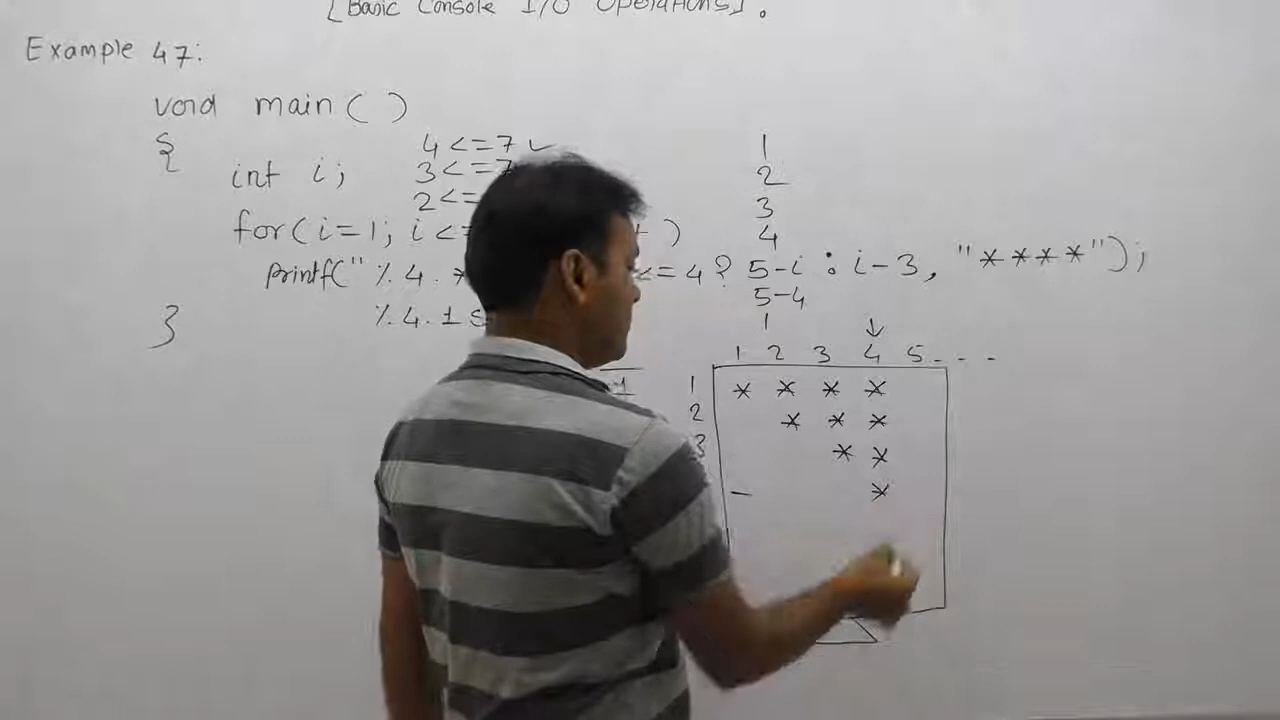 [Basic Console I/O Operations].
Example 47:
void main( )
{
4 <= 7 ✓
1
int i;
3 <= 7
2
2 <=
3
for(i=1; i <= )
4
printf(" %.4.* <= 4 ? 5-i : i-3, "****");
5-4
}
%.4.1s
1
↓
1 2 3 4 5 - - -
1 * * * *
2 * * *
3 * *
- *